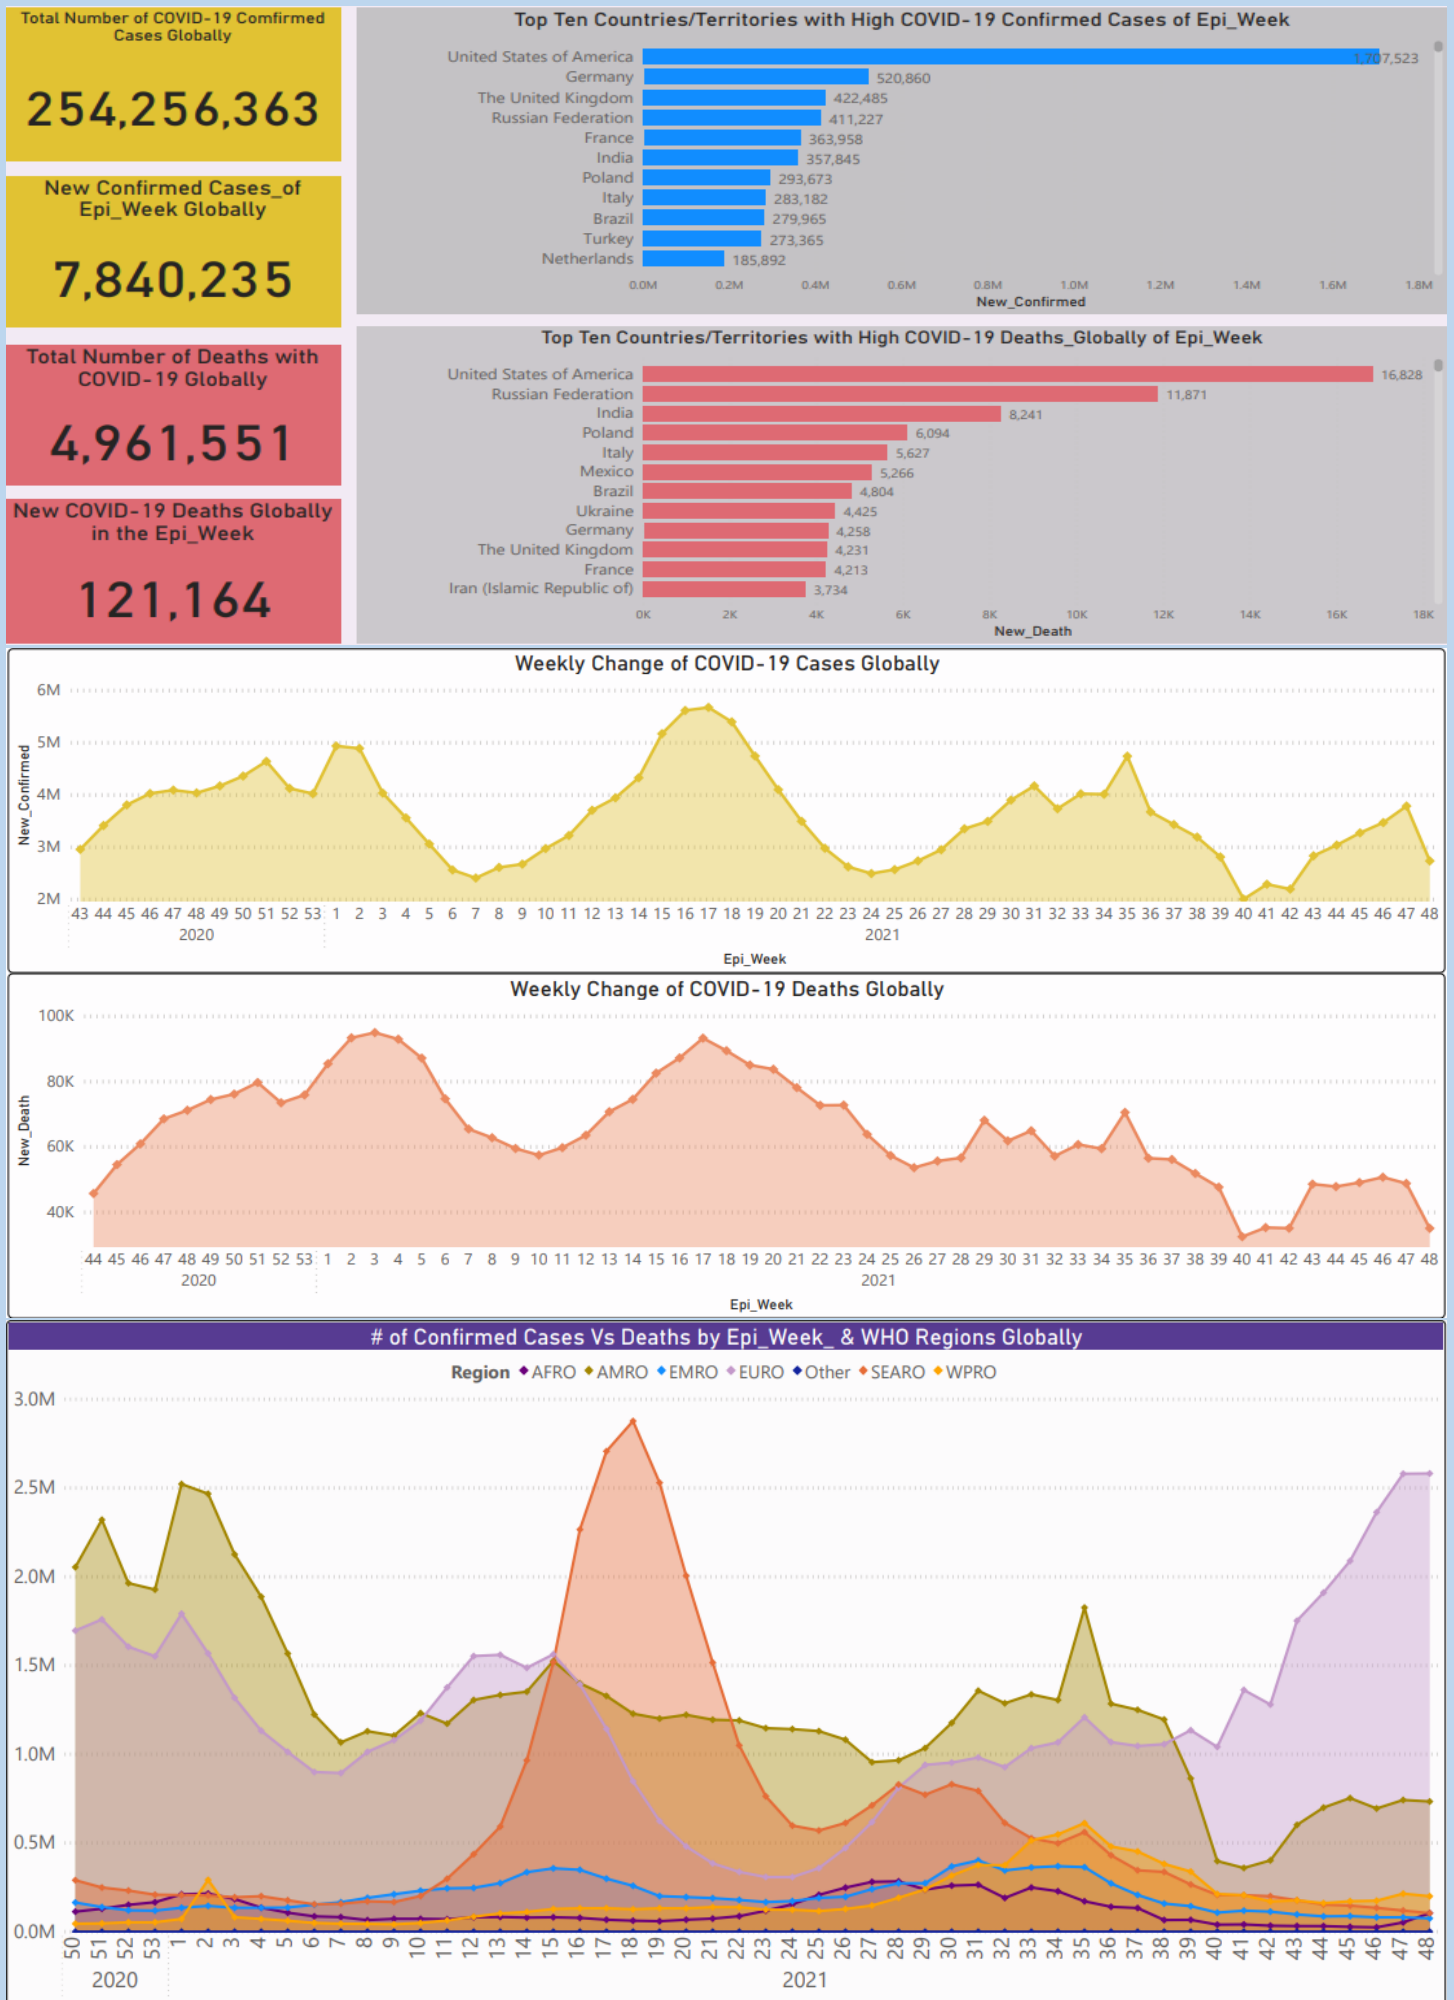 Total Number of COVID-19 Comfirmed
Cases Globally
254,256,363
New Confirmed Cases_of
Epi_Week Globally
7,840,235
Total Number of Deaths with
COVID-19 Globally
4,961,551
New COVID-19 Deaths Globally
in the Epi_Week
121,164
Top Ten Countries/Territories with High COVID-19 Confirmed Cases of Epi_Week
United States of America 1,707,523
Germany 520,860
The United Kingdom 422,485
Russian Federation 411,227
France 363,958
India 357,845
Poland 293,673
Italy 283,182
Brazil 279,965
Turkey 273,365
Netherlands 185,892
0.0M 0.2M 0.4M 0.6M 0.8M 1.0M 1.2M 1.4M 1.6M 1.8M
New_Confirmed
Top Ten Countries/Territories with High COVID-19 Deaths_Globally of Epi_Week
United States of America 16,828
Russian Federation 11,871
India 8,241
Poland 6,094
Italy 5,627
Mexico 5,266
Brazil 4,804
Ukraine 4,425
Germany 4,258
The United Kingdom 4,231
France 4,213
Iran (Islamic Republic of) 3,734
0K 2K 4K 6K 8K 10K 12K 14K 16K 18K
New_Death
Weekly Change of COVID-19 Cases Globally
6M
5M
4M
3M
2M
New_Confirmed
43 44 45 46 47 48 49 50 51 52 53 1 2 3 4 5 6 7 8 9 10 11 12 13 14 15 16 17 18 19 20 21 22 23 24 25 26 27 28 29 30 31 32 33 34 35 36 37 38 39 40 41 42 43 44 45 46 47 48
2020 2021
Epi_Week
Weekly Change of COVID-19 Deaths Globally
100K
80K
60K
40K
New_Death
44 45 46 47 48 49 50 51 52 53 1 2 3 4 5 6 7 8 9 10 11 12 13 14 15 16 17 18 19 20 21 22 23 24 25 26 27 28 29 30 31 32 33 34 35 36 37 38 39 40 41 42 43 44 45 46 47 48
2020 2021
Epi_Week
# of Confirmed Cases Vs Deaths by Epi_Week_ & WHO Regions Globally
Region AFRO AMRO EMRO EURO Other SEARO WPRO
3.0M
2.5M
2.0M
1.5M
1.0M
0.5M
0.0M
50 51 52 53 1 2 3 4 5 6 7 8 9 10 11 12 13 14 15 16 17 18 19 20 21 22 23 24 25 26 27 28 29 30 31 32 33 34 35 36 37 38 39 40 41 42 43 44 45 46 47 48
2020 2021